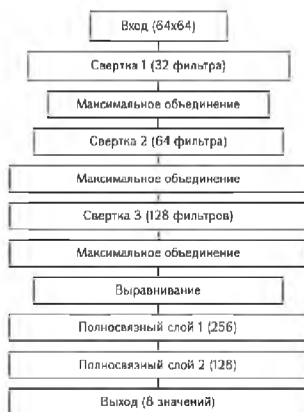 Вход (64x64)
Свертка 1 (32 фильтра)
Максимальное объединение
Свертка 2 (64 фильтра)
Максимальное объединение
Свертка 3 (128 фильтров)
Максимальное объединение
Выравнивание
Полносвязный слой 1 (256)
Полносвязный слой 2 (128)
Выход (8 значений)